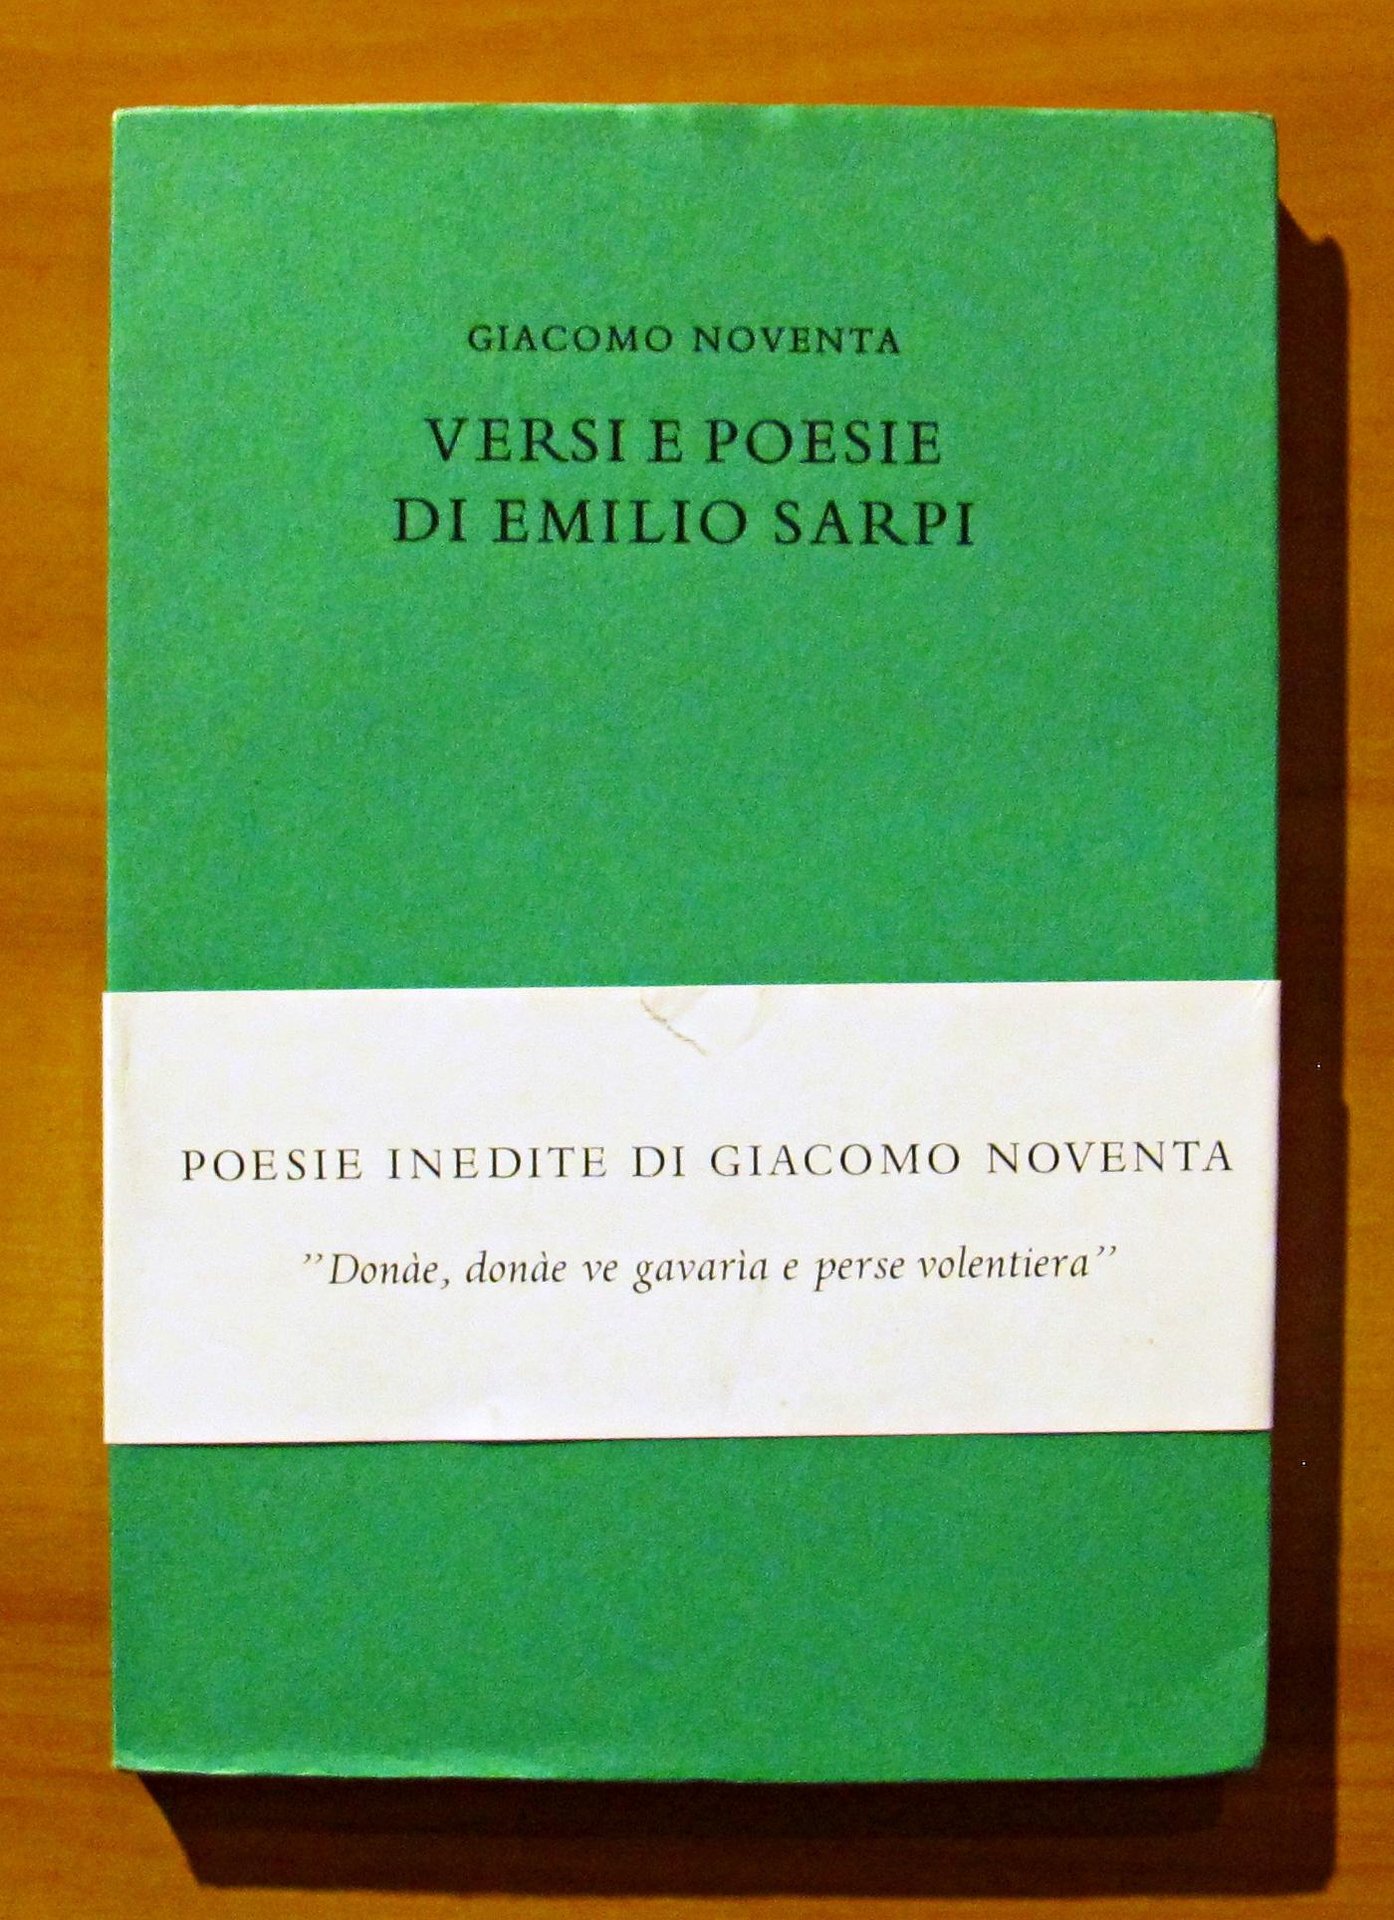 GIACOMO NOVENTA
VERSI E POESIE
DI EMILIO SARPI
POESIE INEDITE DI GIACOMO NOVENTA
”Donàe, donàe ve gavarìa e perse volentiera”